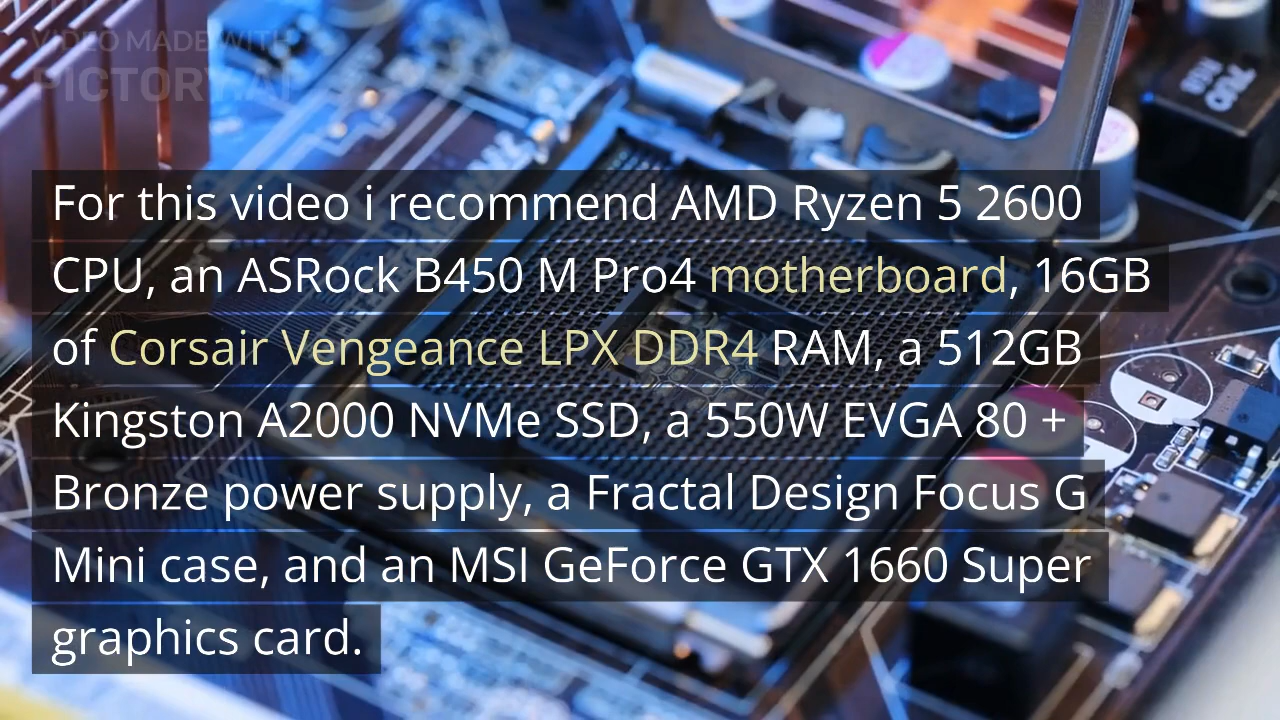 VIDEO MADE WITH
PICTORY.AI
For this video i recommend AMD Ryzen 5 2600
CPU, an ASRock B450 M Pro4 motherboard, 16GB
of Corsair Vengeance LPX DDR4 RAM, a 512GB
Kingston A2000 NVMe SSD, a 550W EVGA 80 +
Bronze power supply, a Fractal Design Focus G
Mini case, and an MSI GeForce GTX 1660 Super
graphics card.